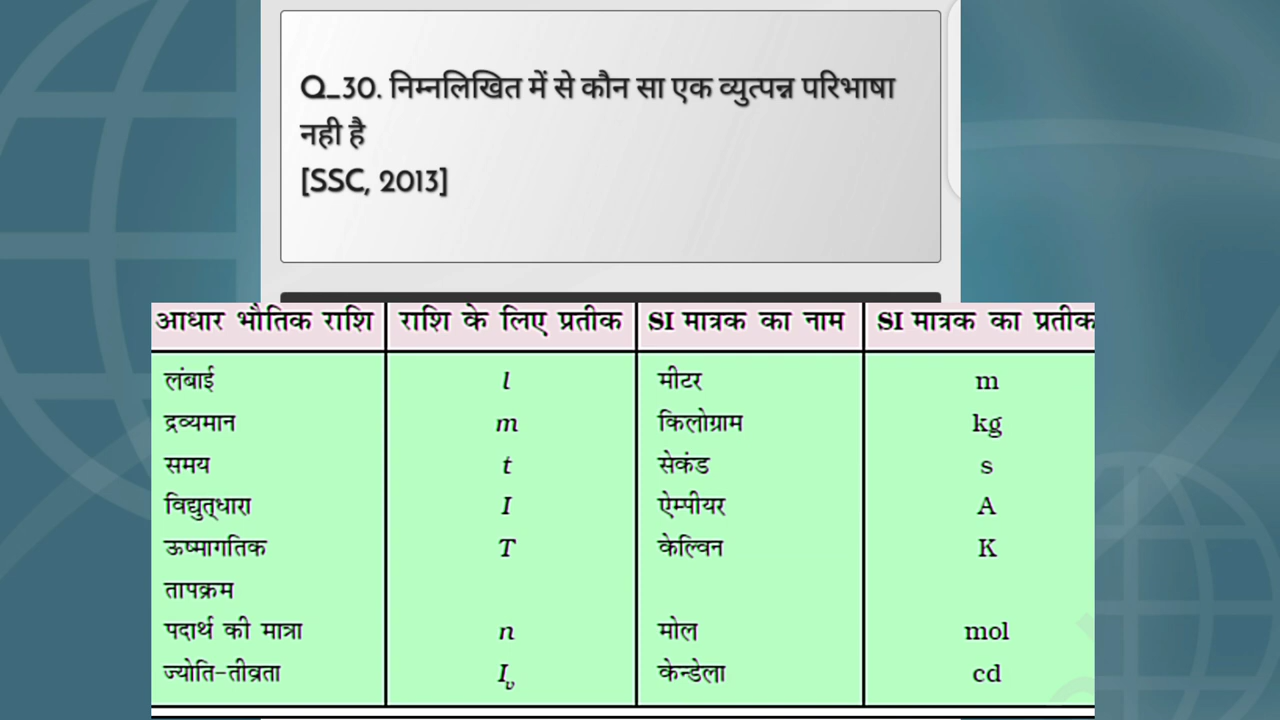 Q_30. निम्नलिखित में से कौन सा एक व्युत्पन्न परिभाषा
नही है
[SSC, 2013]
आधार भौतिक राशि राशि के लिए प्रतीक SI मात्रक का नाम SI मात्रक का प्रतीक
लंबाई l मीटर m
द्रव्यमान m किलोग्राम kg
समय t सेकंड s
विद्युत्धारा I ऐम्पीयर A
ऊष्मागतिक T केल्विन K
तापक्रम
पदार्थ की मात्रा n मोल mol
ज्योति-तीव्रता Iv केन्डेला cd